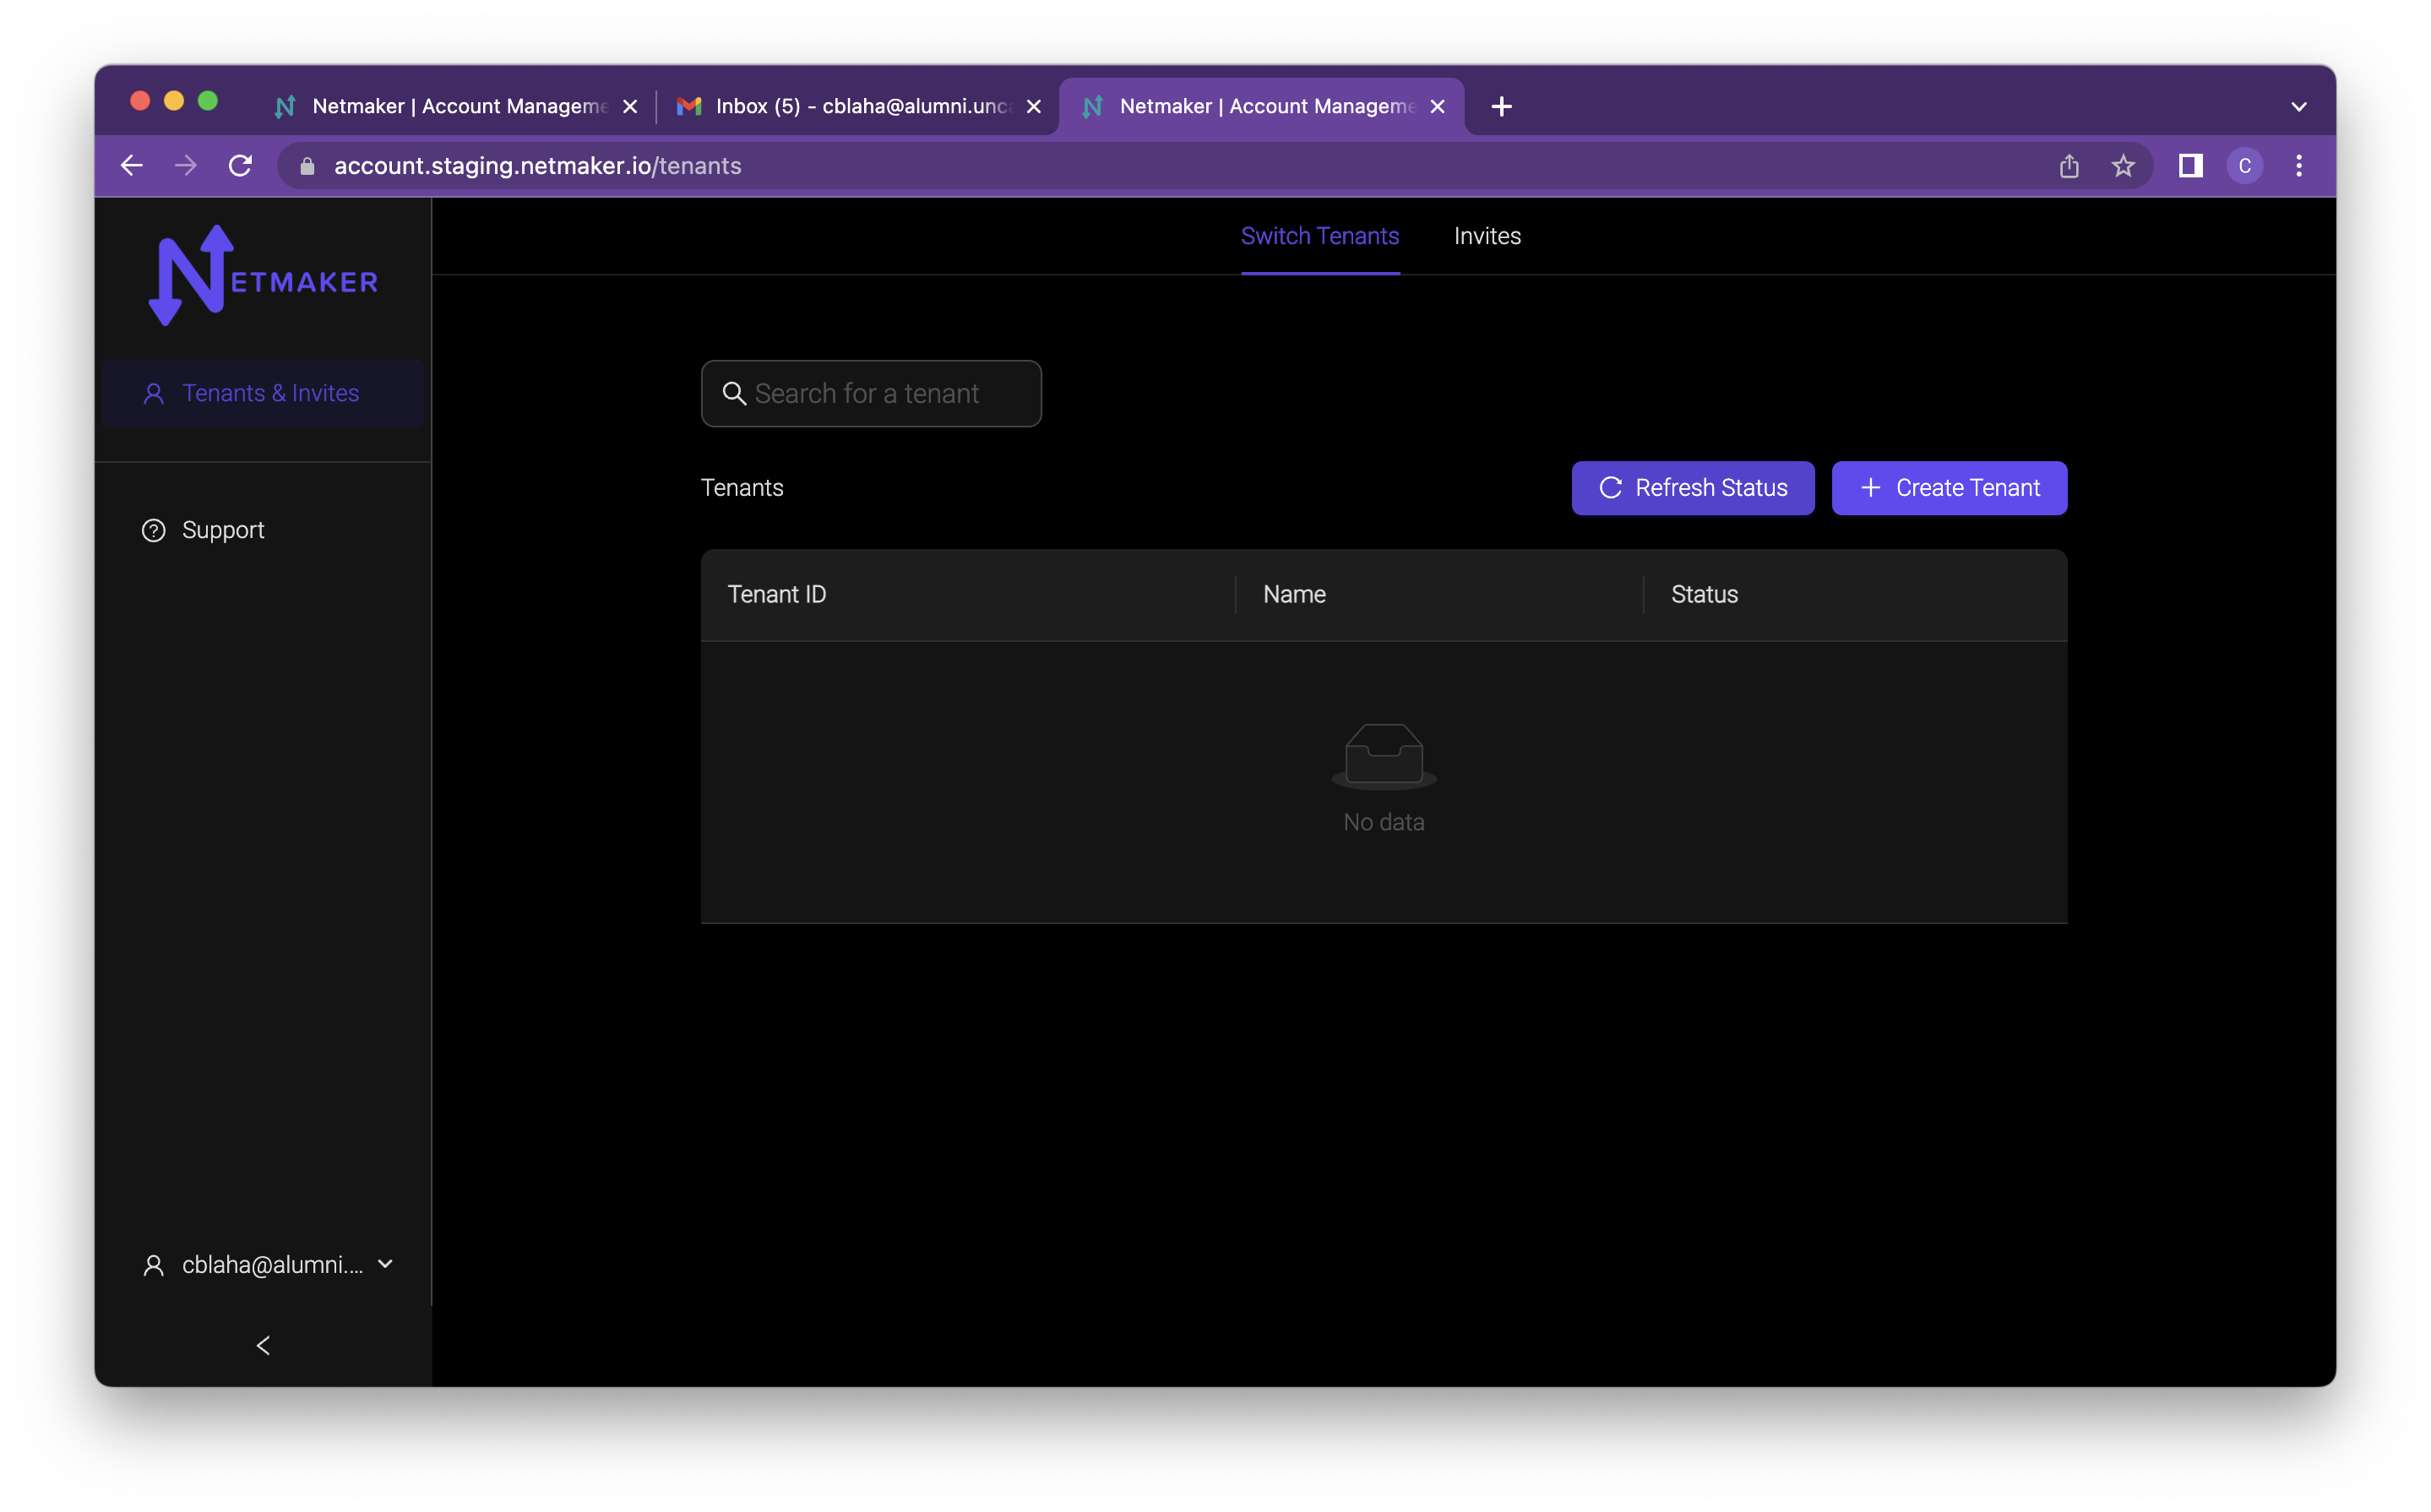 Netmaker | Account Manageme
Inbox (5) - cblaha@alumni.unc
Netmaker | Account Manageme
account.staging.netmaker.io/tenants
C
NETMAKER
Switch Tenants
Invites
Tenants & Invites
Search for a tenant
Tenants
Refresh Status
Create Tenant
Support
Tenant ID
Name
Status
No data
cblaha@alumni....